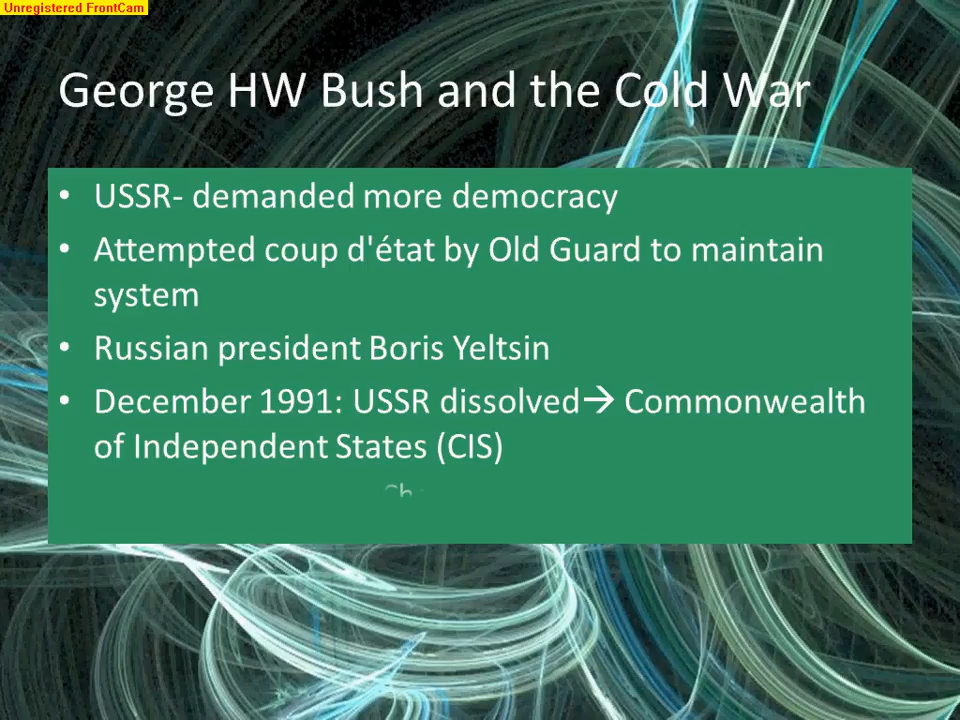 Unregistered FrontCam
George HW Bush and the Cold War
• USSR- demanded more democracy
• Attempted coup d'état by Old Guard to maintain
system
• Russian president Boris Yeltsin
• December 1991: USSR dissolved→ Commonwealth
of Independent States (CIS)